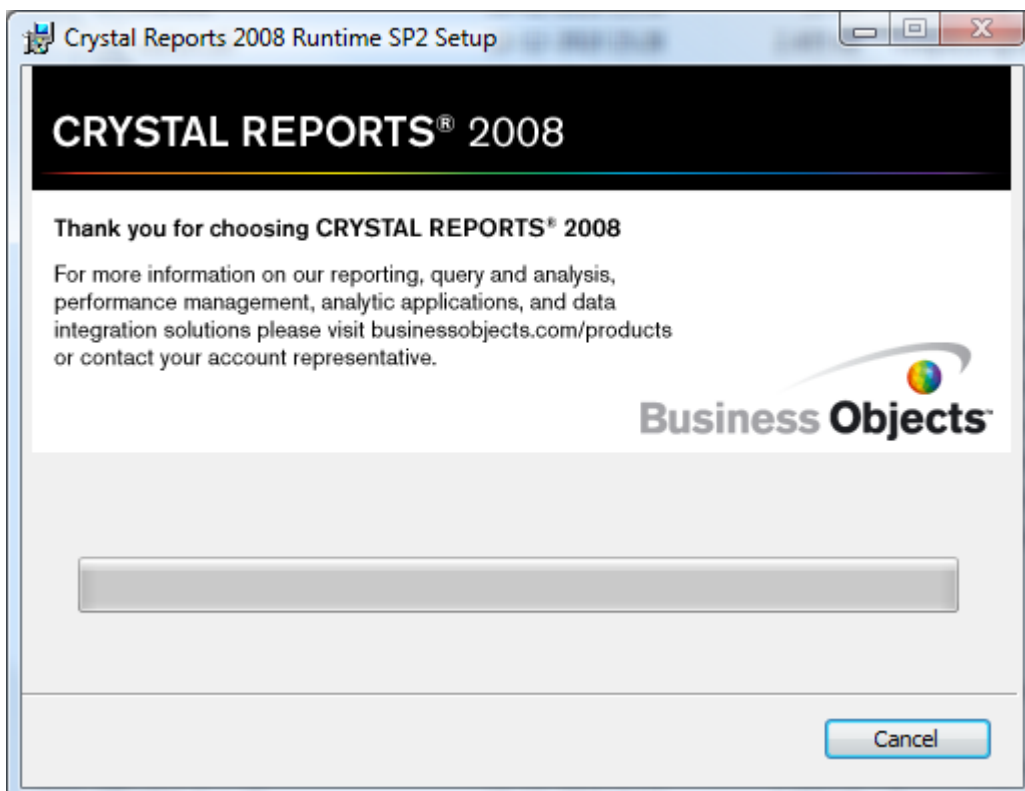 Crystal Reports 2008 Runtime SP2 Setup
CRYSTAL REPORTS® 2008
Thank you for choosing CRYSTAL REPORTS® 2008
For more information on our reporting, query and analysis,
performance management, analytic applications, and data
integration solutions please visit businessobjects.com/products
or contact your account representative.
Business Objects™
Cancel